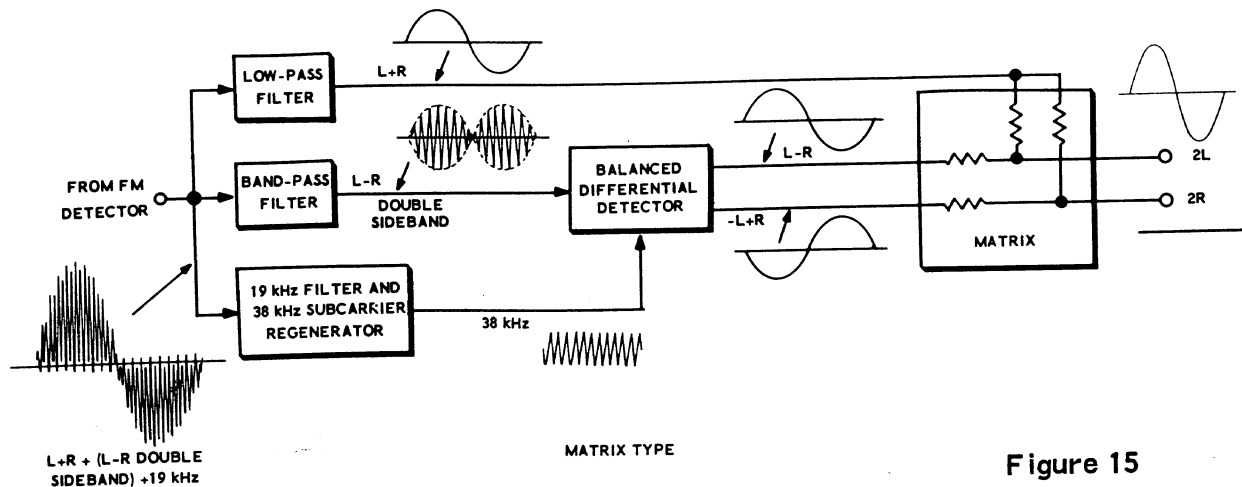 LOW-PASS
FILTER
L+R
FROM FM
DETECTOR
BAND-PASS
FILTER
L-R
DOUBLE
SIDEBAND
BALANCED
DIFFERENTIAL
DETECTOR
L-R
-L+R
MATRIX
2L
2R
19 kHz FILTER AND
38 kHz SUBCARRIER
REGENERATOR
38 kHz
L+R + (L-R DOUBLE
SIDEBAND) +19 kHz
MATRIX TYPE
Figure 15